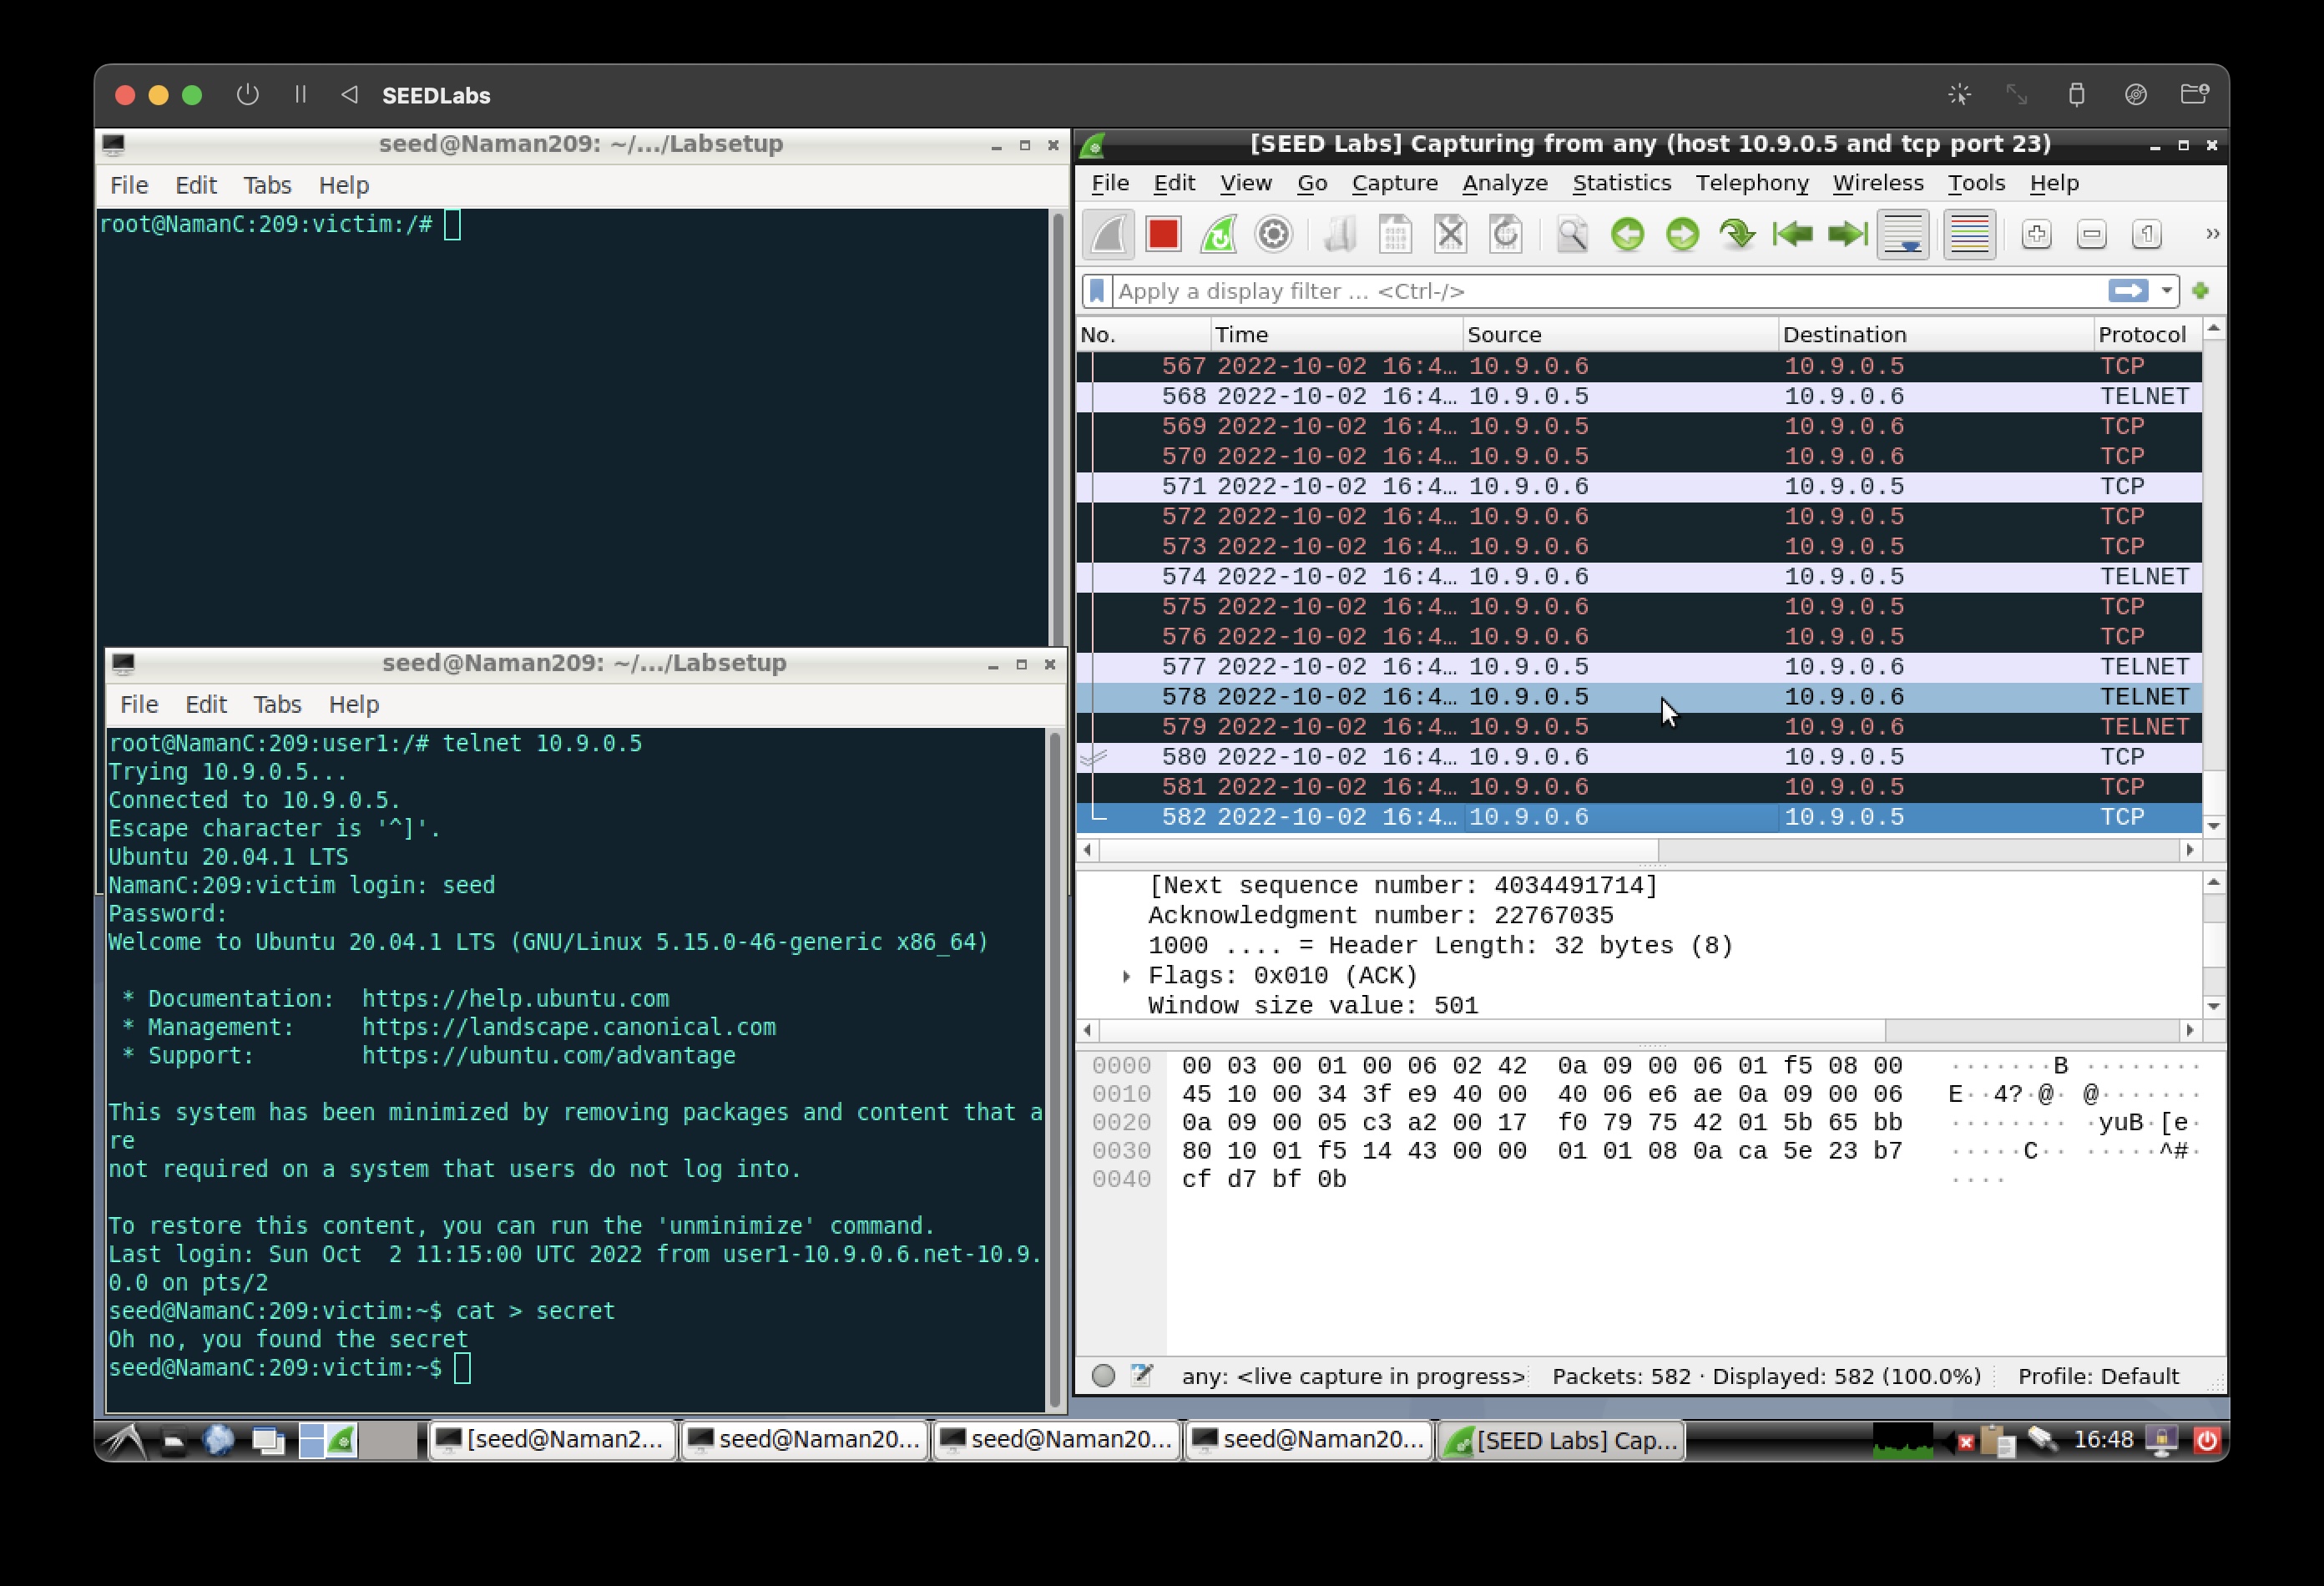 SEEDLabs
seed@Naman209: ~/.../Labsetup
File Edit Tabs Help
root@NamanC:209:victim:/#
seed@Naman209: ~/.../Labsetup
File Edit Tabs Help
root@NamanC:209:user1:/# telnet 10.9.0.5
Trying 10.9.0.5...
Connected to 10.9.0.5.
Escape character is '^]'.
Ubuntu 20.04.1 LTS
NamanC:209:victim login: seed
Password:
Welcome to Ubuntu 20.04.1 LTS (GNU/Linux 5.15.0-46-generic x86_64)
* Documentation:  https://help.ubuntu.com
* Management:     https://landscape.canonical.com
* Support:        https://ubuntu.com/advantage
This system has been minimized by removing packages and content that a
re
not required on a system that users do not log into.
To restore this content, you can run the 'unminimize' command.
Last login: Sun Oct  2 11:15:00 UTC 2022 from user1-10.9.0.6.net-10.9.
0.0 on pts/2
seed@NamanC:209:victim:~$ cat > secret
Oh no, you found the secret
seed@NamanC:209:victim:~$
[SEED Labs] Capturing from any (host 10.9.0.5 and tcp port 23)
File Edit View Go Capture Analyze Statistics Telephony Wireless Tools Help
Apply a display filter ... <Ctrl-/>
No. Time Source Destination Protocol
567 2022-10-02 16:4… 10.9.0.6 10.9.0.5 TCP
568 2022-10-02 16:4… 10.9.0.5 10.9.0.6 TELNET
569 2022-10-02 16:4… 10.9.0.5 10.9.0.6 TCP
570 2022-10-02 16:4… 10.9.0.5 10.9.0.6 TCP
571 2022-10-02 16:4… 10.9.0.6 10.9.0.5 TCP
572 2022-10-02 16:4… 10.9.0.6 10.9.0.5 TCP
573 2022-10-02 16:4… 10.9.0.6 10.9.0.5 TCP
574 2022-10-02 16:4… 10.9.0.6 10.9.0.5 TELNET
575 2022-10-02 16:4… 10.9.0.6 10.9.0.5 TCP
576 2022-10-02 16:4… 10.9.0.6 10.9.0.5 TCP
577 2022-10-02 16:4… 10.9.0.5 10.9.0.6 TELNET
578 2022-10-02 16:4… 10.9.0.5 10.9.0.6 TELNET
579 2022-10-02 16:4… 10.9.0.5 10.9.0.6 TELNET
580 2022-10-02 16:4… 10.9.0.6 10.9.0.5 TCP
581 2022-10-02 16:4… 10.9.0.6 10.9.0.5 TCP
582 2022-10-02 16:4… 10.9.0.6 10.9.0.5 TCP
[Next sequence number: 4034491714]
Acknowledgment number: 22767035
1000 .... = Header Length: 32 bytes (8)
Flags: 0x010 (ACK)
Window size value: 501
0000 00 03 00 01 00 06 02 42 0a 09 00 06 01 f5 08 00 ·······B ········
0010 45 10 00 34 3f e9 40 00 40 06 e6 ae 0a 09 00 06 E··4?·@· @·······
0020 0a 09 00 05 c3 a2 00 17 f0 79 75 42 01 5b 65 bb ········ ·yuB·[e·
0030 80 10 01 f5 14 43 00 00 01 01 08 0a ca 5e 23 b7 ·····C·· ·····^#·
0040 cf d7 bf 0b ····
any: <live capture in progress> Packets: 582 · Displayed: 582 (100.0%) Profile: Default
[seed@Naman2... seed@Naman20... seed@Naman20... seed@Naman20... [SEED Labs] Cap... 16:48